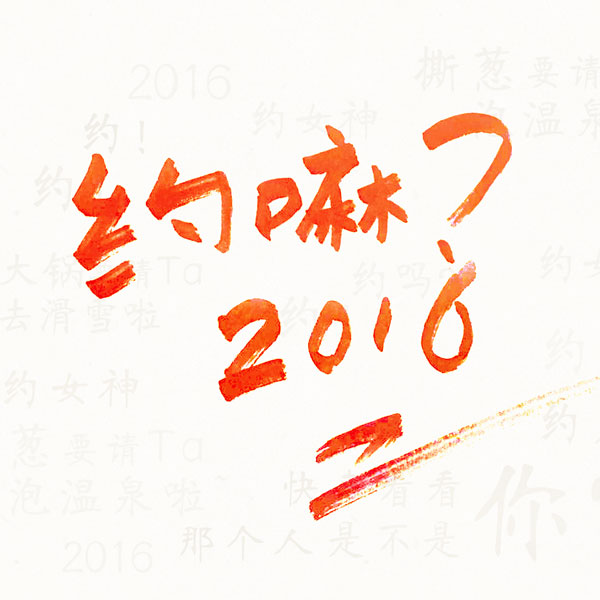 2016
撕葱要请
泡温泉
约!
约女神
约
约嘛?
大锅 请Ta
去滑雪啦
约吗
约女
约
2016
约女神
葱要请Ta
泡温泉啦
约
约
快 看看
你
那个人是不是
2016